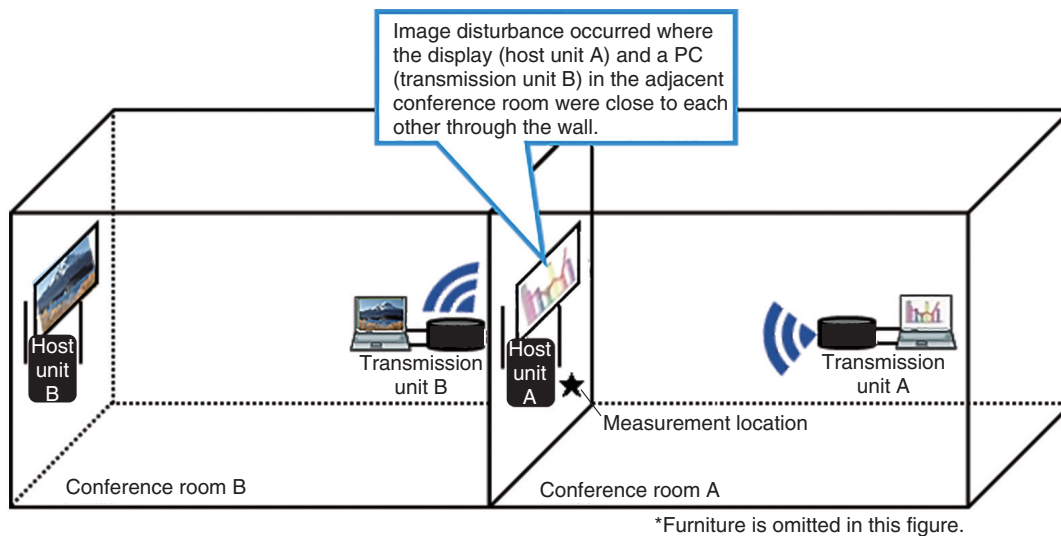 Image disturbance occurred where
the display (host unit A) and a PC
(transmission unit B) in the adjacent
conference room were close to each
other through the wall.
Host
unit
B
Transmission
unit B
Host
unit
A
Transmission
unit A
Measurement location
Conference room B
Conference room A
*Furniture is omitted in this figure.